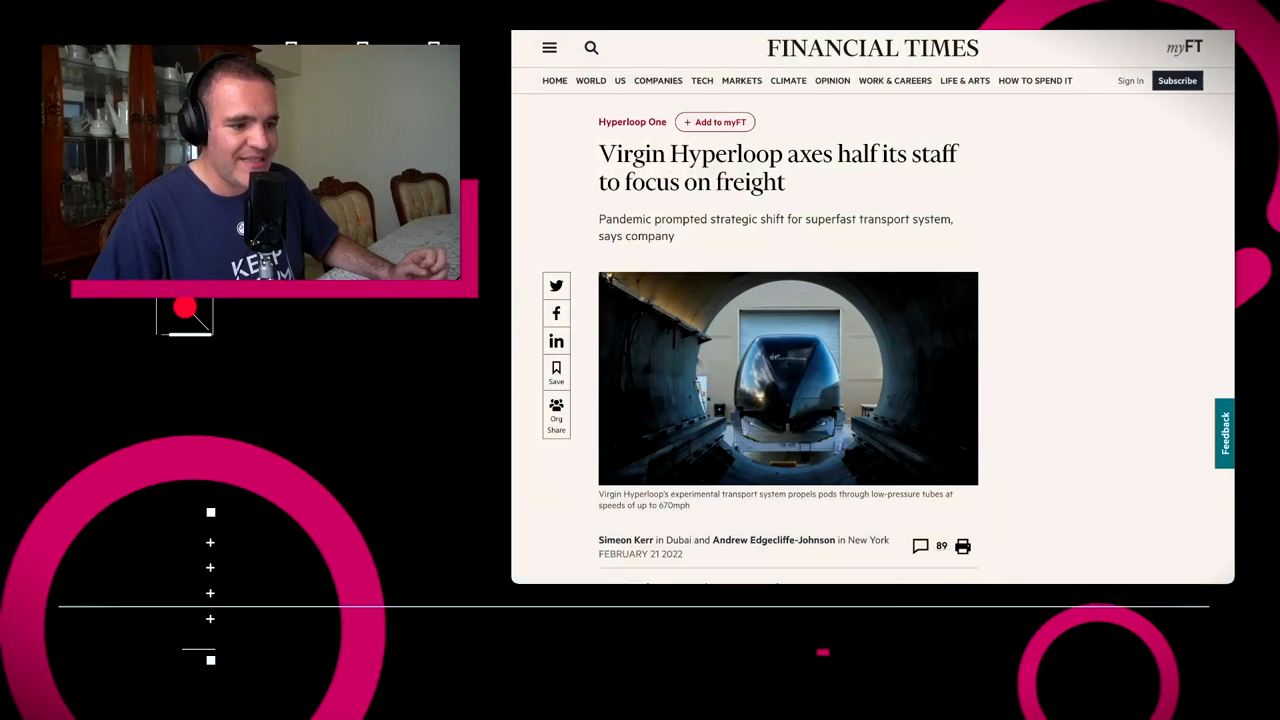 KEEP
FINANCIAL TIMES
myFT
HOME WORLD US COMPANIES TECH MARKETS CLIMATE OPINION WORK & CAREERS LIFE & ARTS HOW TO SPEND IT
Sign In
Subscribe
Hyperloop One
+ Add to myFT
Virgin Hyperloop axes half its staff
to focus on freight
Pandemic prompted strategic shift for superfast transport system,
says company
Save
Org
Share
Feedback
Virgin Hyperloop's experimental transport system propels pods through low-pressure tubes at
speeds of up to 670mph
Simeon Kerr in Dubai and Andrew Edgecliffe-Johnson in New York
FEBRUARY 21 2022
89